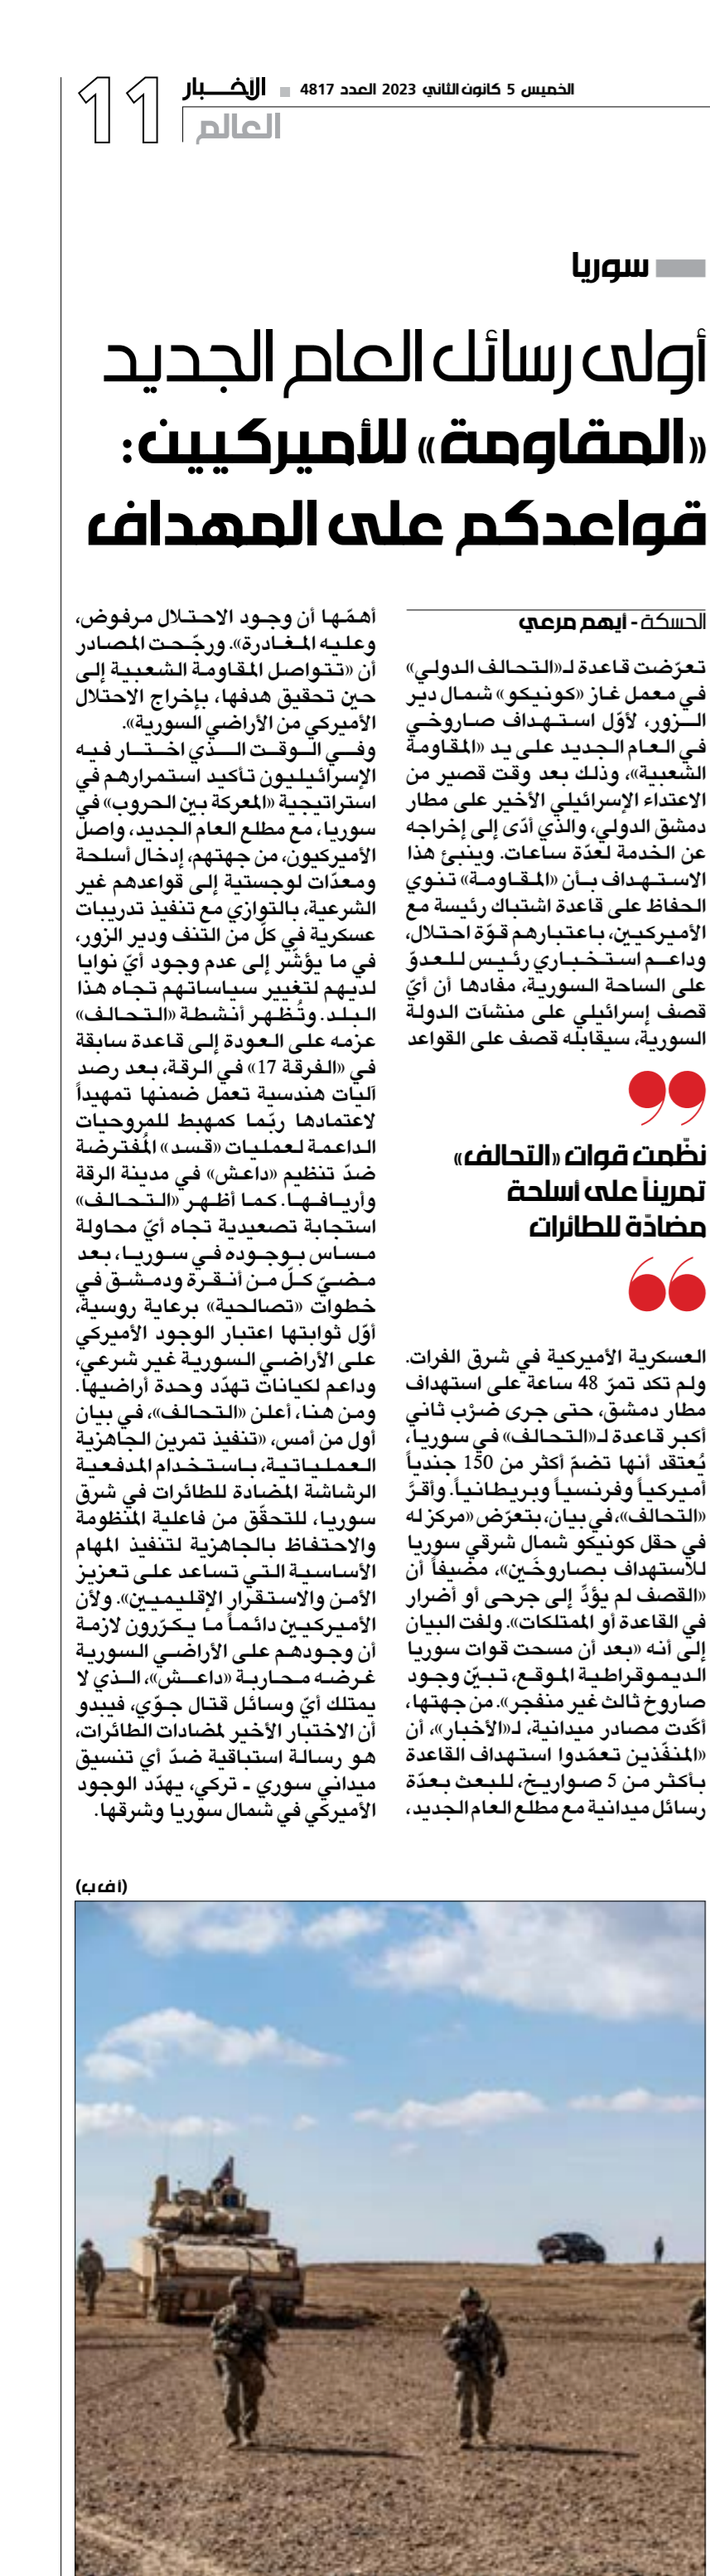 الخميس 5 كانون الثاني 2023 العدد 4817
الأخبار
11
العالم
سوريا
أولى رسائل العام الجديد
«المقاومة» للأميركيين:
قواعدكم على المهداف
الحسكة - أيهم مرعي
تعرّضت قاعدة لـ«التحالف الدولي»
في معمل غاز «كونيكو» شمال دير
الزور، لأوّل استهداف صاروخي
في العام الجديد على يد «المقاومة
الشعبية»، وذلك بعد وقت قصير من
الاعتداء الإسرائيلي الأخير على مطار
دمشق الدولي، والذي أدّى إلى إخراجه
عن الخدمة لعدّة ساعات. وينبئ هذا
الاستهداف بأن «المقاومة» تنوي
الحفاظ على قاعدة اشتباك رئيسة مع
الأميركيين، باعتبارهم قوّة احتلال،
وداعم استخباري رئيس للعدوّ
على الساحة السورية، مفادها أن أيّ
قصف إسرائيلي على منشآت الدولة
السورية، سيقابله قصف على القواعد
نظّمت قوات «التحالف»
تمريناً على أسلحة
مضادّة للطائرات
العسكرية الأميركية في شرق الفرات.
ولم تكد تمرّ 48 ساعة على استهداف
مطار دمشق، حتى جرى ضرْب ثاني
أكبر قاعدة لـ«التحالف» في سوريا،
يُعتقد أنها تضمّ أكثر من 150 جندياً
أميركياً وفرنسياً وبريطانياً. وأقرَّ
«التحالف»، في بيان، بتعرّض «مركز له
في حقل كونيكو شمال شرقي سوريا
للاستهداف بصاروخَين»، مضيفاً أن
«القصف لم يؤدِّ إلى جرحى أو أضرار
في القاعدة أو الممتلكات». ولفت البيان
إلى أنه «بعد أن مسحت قوات سوريا
الديموقراطية الموقع، تبيّن وجود
صاروخ ثالث غير منفجر». من جهتها،
أكّدت مصادر ميدانية، لـ«الأخبار»، أن
«المنفّذين تعمّدوا استهداف القاعدة
بأكثر من 5 صواريخ، للبعث بعدّة
رسائل ميدانية مع مطلع العام الجديد،
أهمّها أن وجود الاحتلال مرفوض،
وعليه المغادرة». ورجّحت المصادر
أن «تتواصل المقاومة الشعبية إلى
حين تحقيق هدفها، بإخراج الاحتلال
الأميركي من الأراضي السورية».
وفي الوقت الذي اختار فيه
الإسرائيليون تأكيد استمرارهم في
استراتيجية «المعركة بين الحروب» في
سوريا، مع مطلع العام الجديد، واصل
الأميركيون، من جهتهم، إدخال أسلحة
ومعدّات لوجستية إلى قواعدهم غير
الشرعية، بالتوازي مع تنفيذ تدريبات
عسكرية في كلّ من التنف ودير الزور،
في ما يؤشّر إلى عدم وجود أيّ نوايا
لديهم لتغيير سياساتهم تجاه هذا
البلد. وتُظهر أنشطة «التحالف»
عزمه على العودة إلى قاعدة سابقة
في «الفرقة 17» في الرقة، بعد رصد
آليات هندسية تعمل ضمنها تمهيداً
لاعتمادها ربّما كمهبط للمروحيات
الداعمة لعمليات «قسد» المُفترضة
ضدّ تنظيم «داعش» في مدينة الرقة
وأريافها. كما أظهر «التحالف»
استجابة تصعيدية تجاه أيّ محاولة
مساس بوجوده في سوريا، بعد
مضيّ كلّ من أنقرة ودمشق في
خطوات «تصالحية» برعاية روسية،
أوّل ثوابتها اعتبار الوجود الأميركي
على الأراضي السورية غير شرعي،
وداعم لكيانات تهدّد وحدة أراضيها.
ومن هنا، أعلن «التحالف»، في بيان
أول من أمس، «تنفيذ تمرين الجاهزية
العملياتية، باستخدام المدفعية
الرشاشة المضادة للطائرات في شرق
سوريا، للتحقّق من فاعلية المنظومة
والاحتفاظ بالجاهزية لتنفيذ المهام
الأساسية التي تساعد على تعزيز
الأمن والاستقرار الإقليميين». ولأن
الأميركيين دائماً ما يكرّرون لازمة
أن وجودهم على الأراضي السورية
غرضه محاربة «داعش»، الذي لا
يمتلك أيّ وسائل قتال جوّي، فيبدو
أن الاختبار الأخير لمضادات الطائرات،
هو رسالة استباقية ضدّ أي تنسيق
ميداني سوري ـ تركي، يهدّد الوجود
الأميركي في شمال سوريا وشرقها.
(أ ف ب)